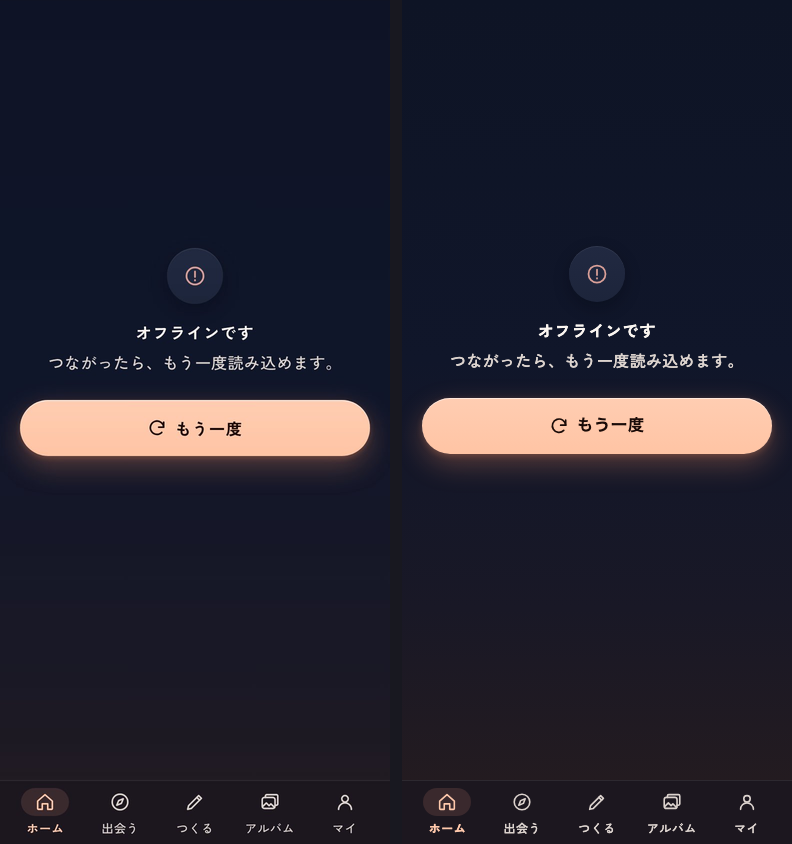 オフラインです
つながったら、もう一度読み込めます。
もう一度
ホーム 出会う つくる アルバム マイ
オフラインです
つながったら、もう一度読み込めます。
もう一度
ホーム 出会う つくる アルバム マイ